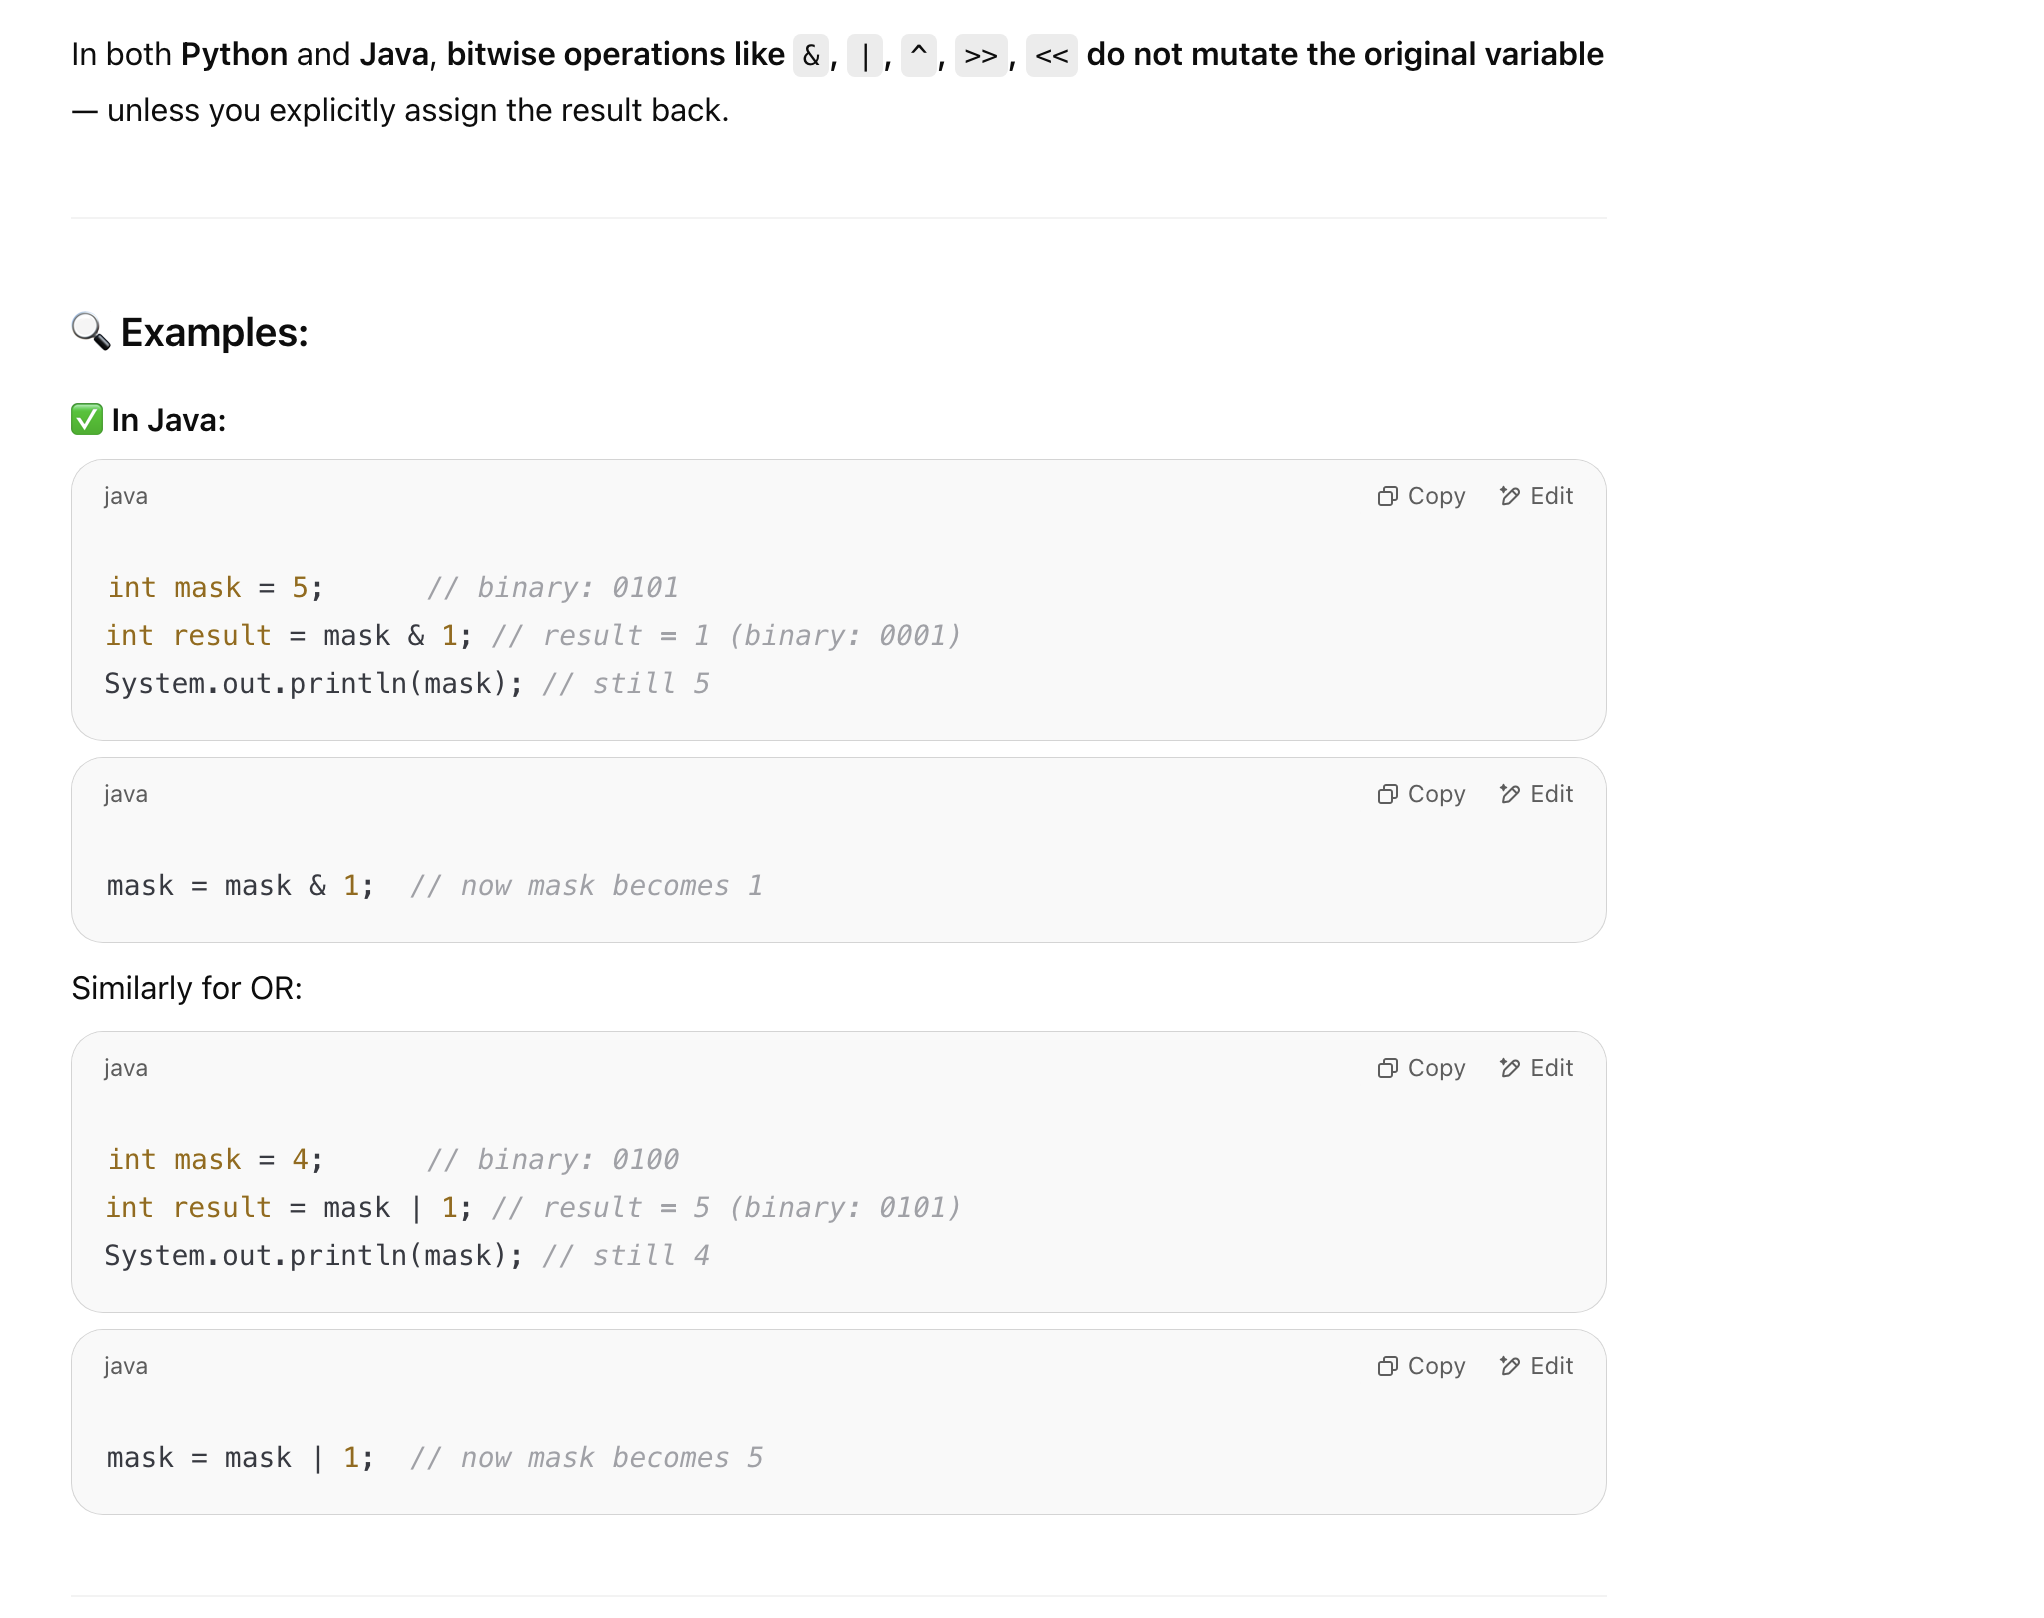 In both Python and Java, bitwise operations like &, |, ^, >>, << do not mutate the original variable
— unless you explicitly assign the result back.
🔍 Examples:
✅ In Java:
java Copy Edit
int mask = 5;      // binary: 0101
int result = mask & 1; // result = 1 (binary: 0001)
System.out.println(mask); // still 5
java Copy Edit
mask = mask & 1;  // now mask becomes 1
Similarly for OR:
java Copy Edit
int mask = 4;      // binary: 0100
int result = mask | 1; // result = 5 (binary: 0101)
System.out.println(mask); // still 4
java Copy Edit
mask = mask | 1;  // now mask becomes 5